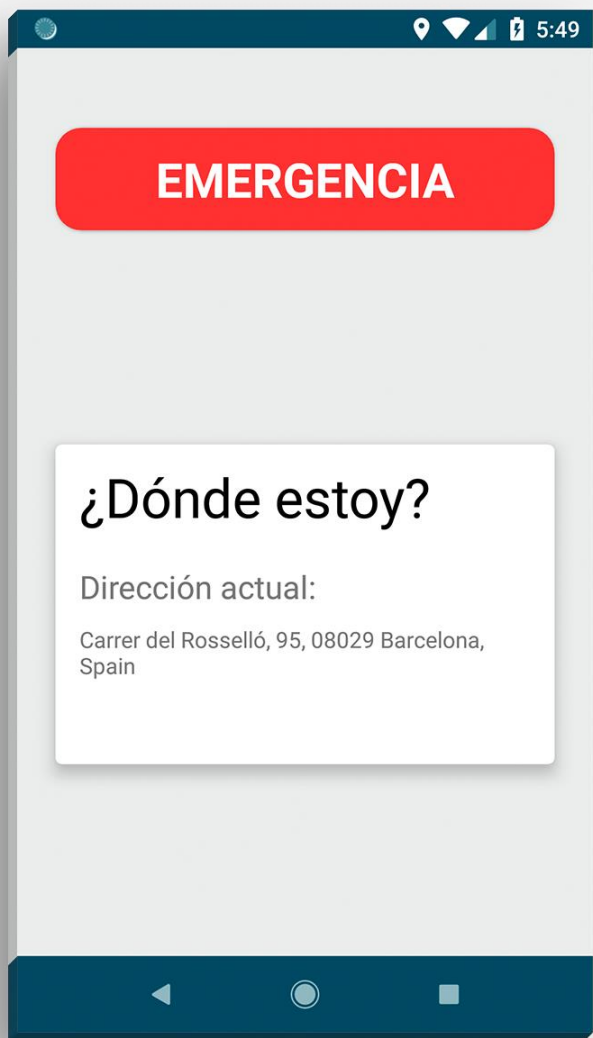 5:49
EMERGENCIA
¿Dónde estoy?
Dirección actual:
Carrer del Rosselló, 95, 08029 Barcelona,
Spain